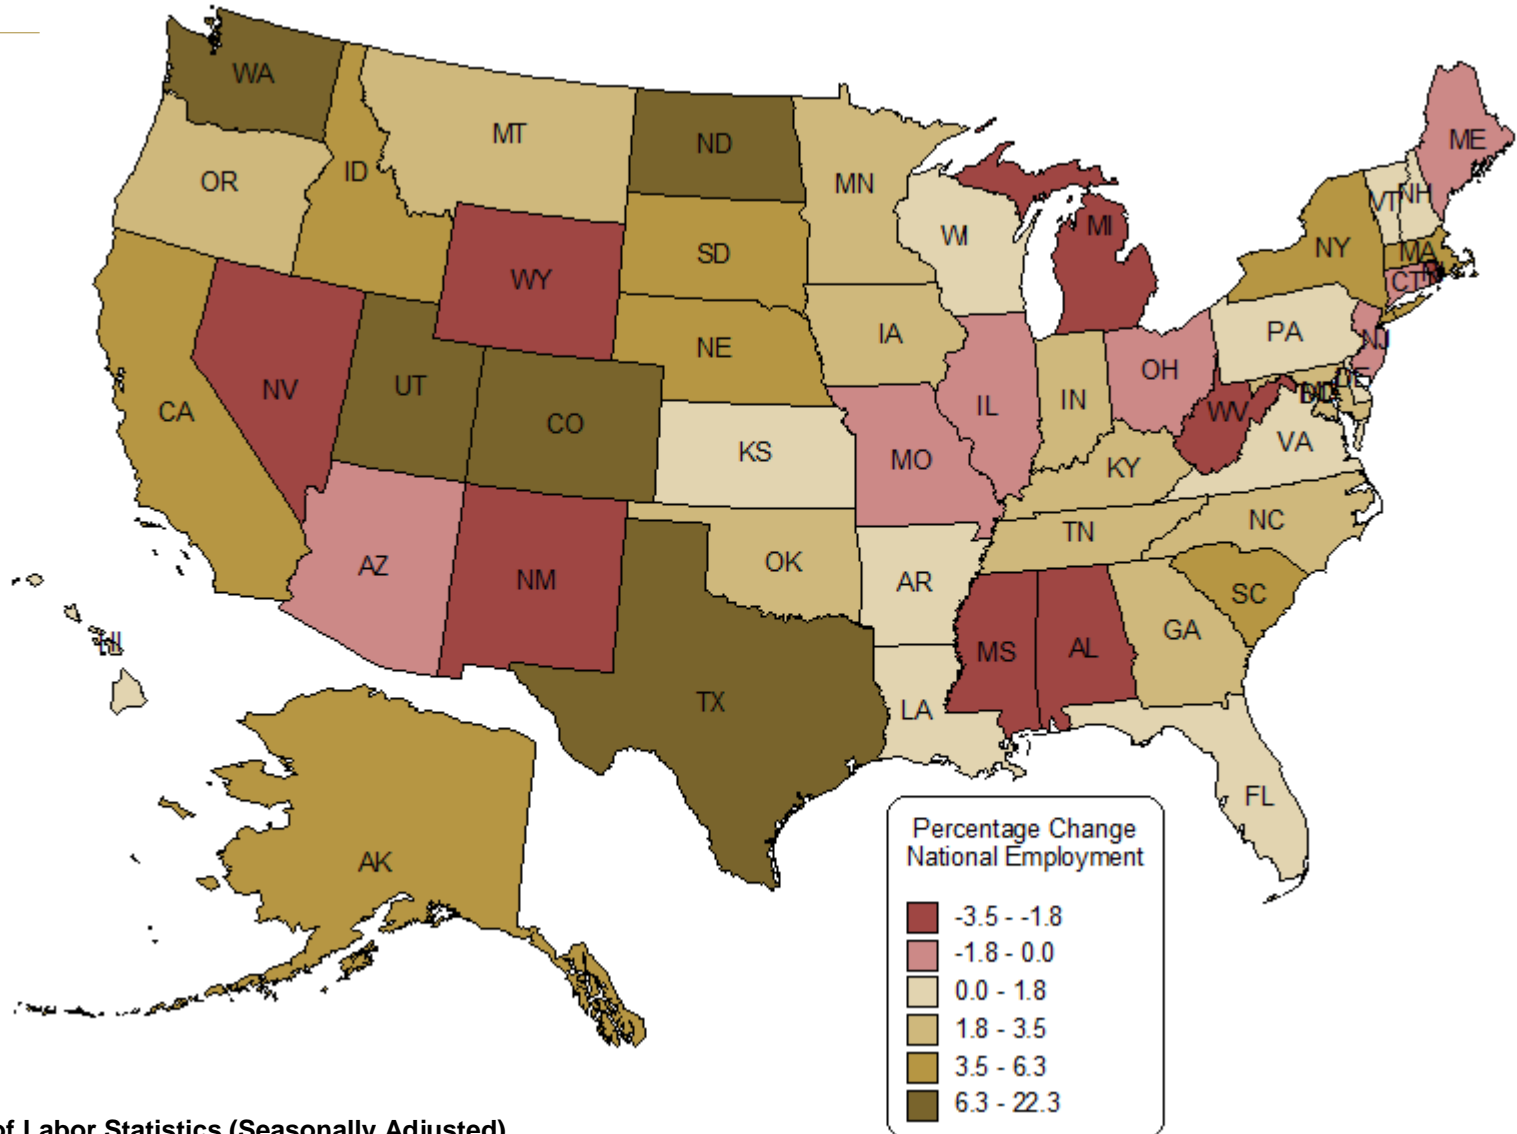 WA
MT
ND
MN
ME
OR
ID
VT
NH
WI
MI
NY
MA
SD
WY
CT
IA
PA
NJ
NE
OH
DE
NV
UT
IN
IL
WV
CA
CO
VA
KS
MO
KY
NC
TN
AZ
NM
OK
AR
SC
GA
MS
AL
HI
TX
LA
FL
AK
Percentage Change
National Employment
-3.5 - -1.8
-1.8 - 0.0
0.0 - 1.8
1.8 - 3.5
3.5 - 6.3
6.3 - 22.3
of Labor Statistics (Seasonally Adjusted)